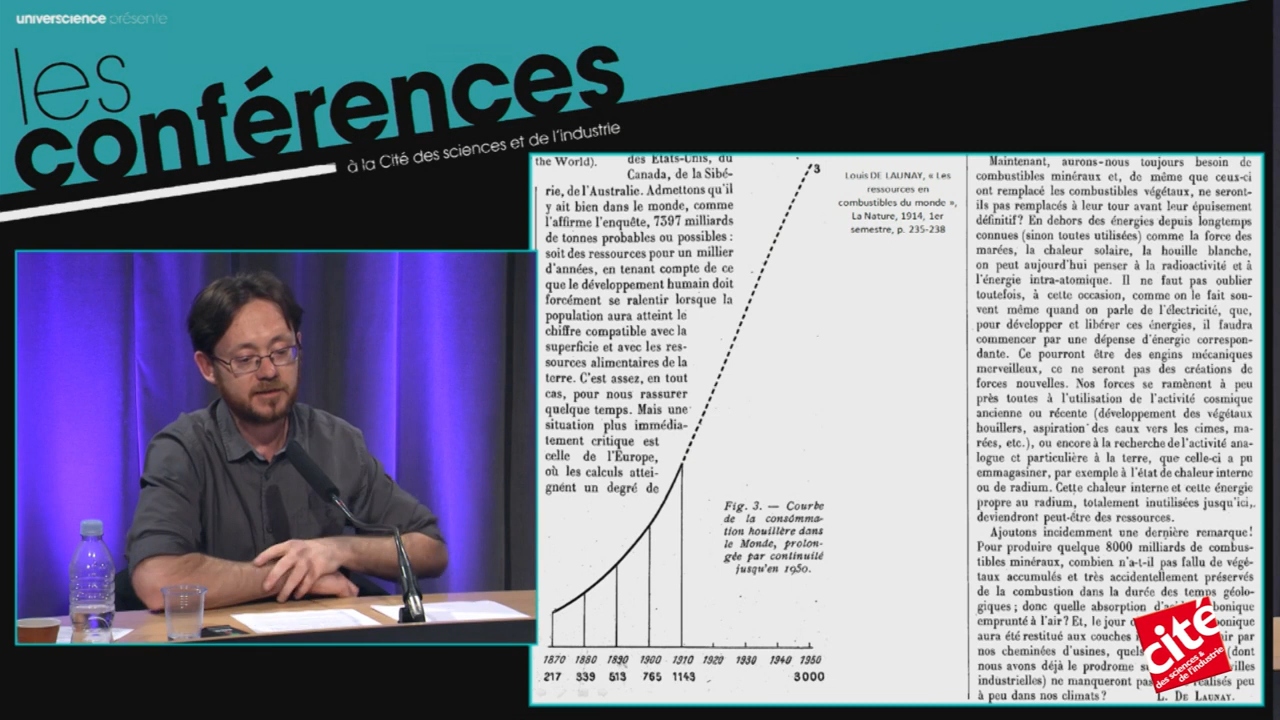 universcience présente
les
conférences
à la Cité des sciences et de l'industrie
the World).
des États-Unis, du
Canada, de la Sibé-
rie, de l'Australie. Admettons qu'il
y ait bien dans le monde, comme
l'affirme l'enquête, 7397 milliards
de tonnes probables ou possibles :
soit des ressources pour un millier
d'années, en tenant compte de ce
que le développement humain doit
forcément se ralentir lorsque la
population aura atteint le
chiffre compatible avec la
superficie et avec les res-
sources alimentaires de la
terre. C'est assez, en tout
cas, pour nous rassurer
quelque temps. Mais une
situation plus immédia-
tement critique est
celle de l'Europe,
où les calculs attei-
gnent un degré de
3
Louis DE LAUNAY, « Les
ressources en
combustibles du monde »,
La Nature, 1914, 1er
semestre, p. 235-238
Fig. 3. — Courbe
de la consomma-
tion houillère dans
le Monde, prolon-
gée par continuité
jusqu'en 1950.
1870 1880 1890 1900 1910 1920 1930 1940 1950
217 339 513 765 1143 3000
Maintenant, aurons-nous toujours besoin de
combustibles minéraux et, de même que ceux-ci
ont remplacé les combustibles végétaux, ne seront-
ils pas remplacés à leur tour avant leur épuisement
définitif? En dehors des énergies depuis longtemps
connues (sinon toutes utilisées) comme la force des
marées, la chaleur solaire, la houille blanche,
on peut aujourd'hui penser à la radioactivité et à
l'énergie intra-atomique. Il ne faut pas oublier
toutefois, à cette occasion, comme on le fait sou-
vent même quand on parle de l'électricité, que,
pour développer et libérer ces énergies, il faudra
commencer par une dépense d'énergie correspon-
dante. Ce pourront être des engins mécaniques
merveilleux, ce ne seront pas des créations de
forces nouvelles. Nos forces se ramènent à peu
près toutes à l'utilisation de l'activité cosmique
ancienne ou récente (développement des végétaux
houillers, aspiration des eaux vers les cimes, ma-
rées, etc.), ou encore à la recherche de l'activité ana-
logue et particulière à la terre, que celle-ci a pu
emmagasiner, par exemple à l'état de chaleur interne
ou de radium. Cette chaleur interne et cette énergie
propre au radium, totalement inutilisées jusqu'ici,
deviendront peut-être des ressources.
Ajoutons incidemment une dernière remarque!
Pour produire quelque 8000 milliards de combus-
tibles minéraux, combien n'a-t-il pas fallu de végé-
taux accumulés et très accidentellement préservés
de la combustion dans la durée des temps géolo-
giques ; donc quelle absorption bonique
emprunté à l'air? Et, le jour onique
aura été restitué aux couches par
nos cheminées d'usines, quels (dont
nous avons déjà le prodrome illes
industrielles) ne manqueront peu
à peu dans nos climats?
L. DE LAUNAY.
cité
des sciences &
de l'industrie